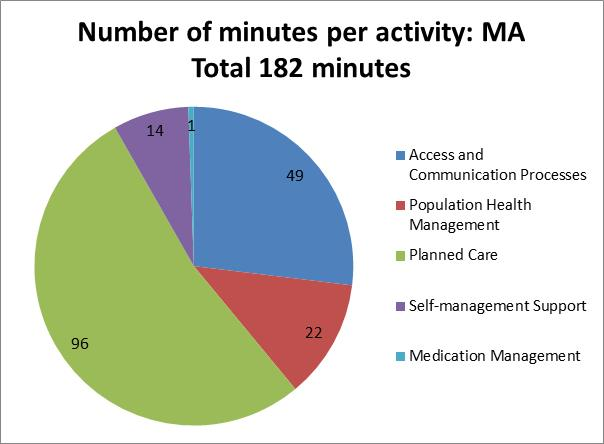 Number of minutes per activity: MA
Total 182 minutes
1
14
49
22
96
Access and
Communication Processes
Population Health
Management
Planned Care
Self-management Support
Medication Management